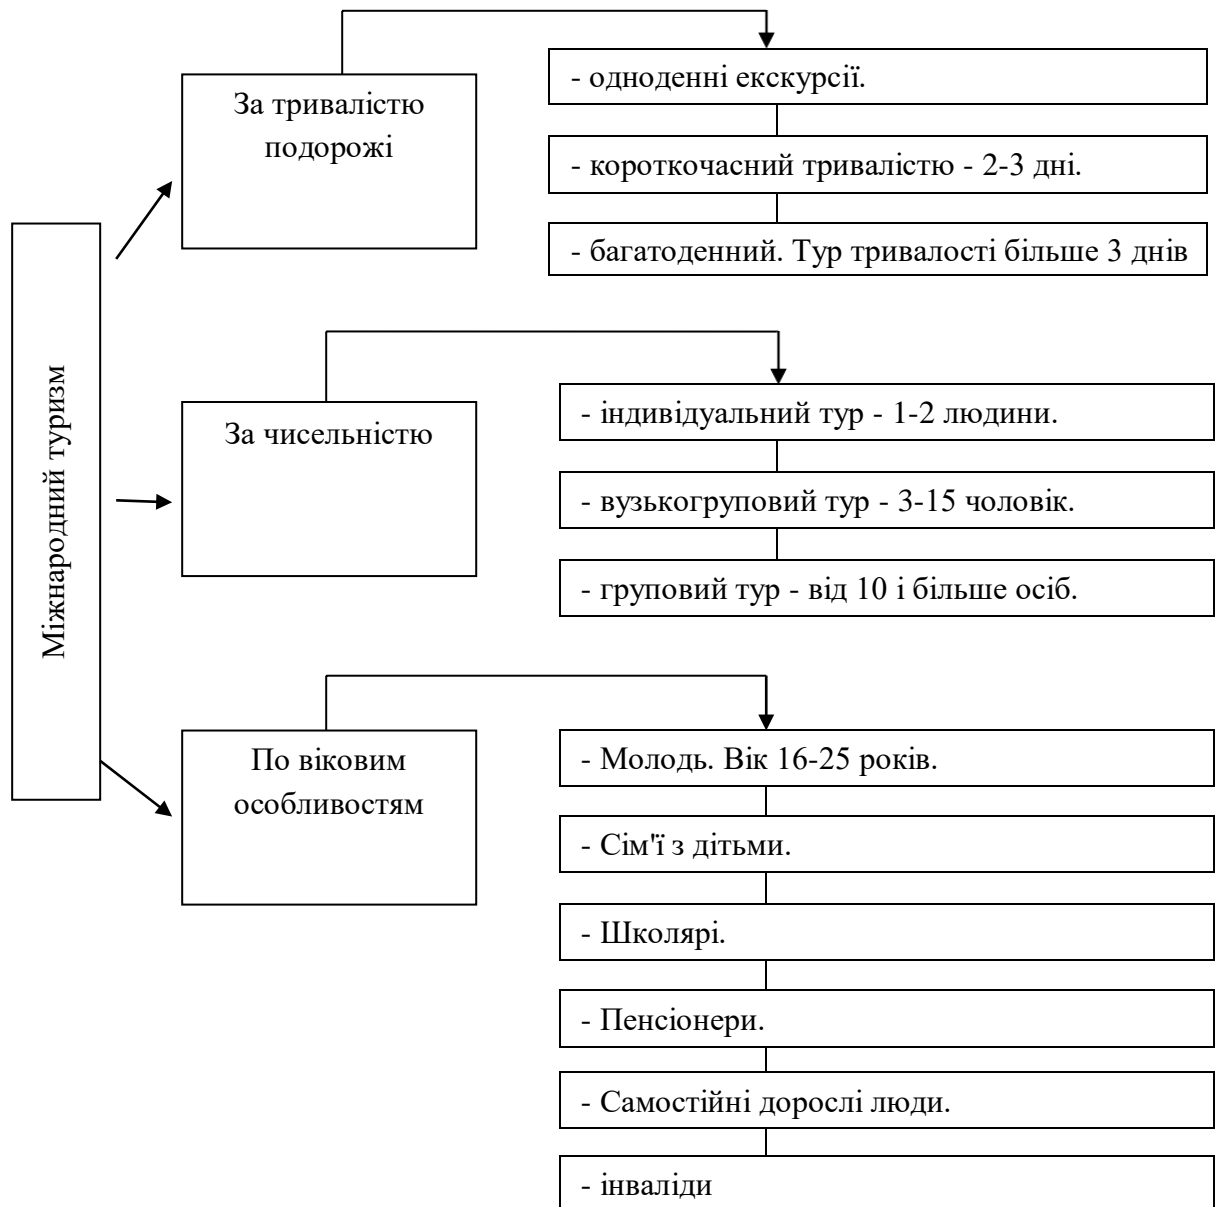 Міжнародний туризм
За тривалістю
подорожі
- одноденні екскурсії.
- короткочасний тривалістю - 2-3 дні.
- багатоденний. Тур тривалості більше 3 днів
За чисельністю
- індивідуальний тур - 1-2 людини.
- вузькогруповий тур - 3-15 чоловік.
- груповий тур - від 10 і більше осіб.
По віковим
особливостям
- Молодь. Вік 16-25 років.
- Сім'ї з дітьми.
- Школярі.
- Пенсіонери.
- Самостійні дорослі люди.
- інваліди